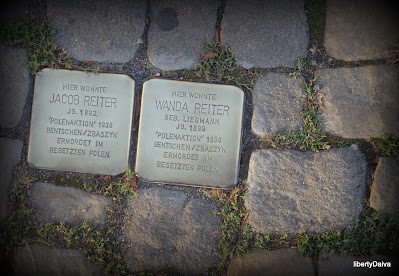 HIER WOHNTE
JACOB REITER
JG. 1892
"POLENAKTION" 1938
BENTSCHEN/ZBASZYN
ERMORDET IM
BESETZTEN POLEN
HIER WOHNTE
WANDA REITER
GEB. LIEBMANN
JG. 1899
"POLENAKTION" 1938
BENTSCHEN/ZBASZYN
ERMORDET IM
BESETZTEN POLEN
libertyDaiva